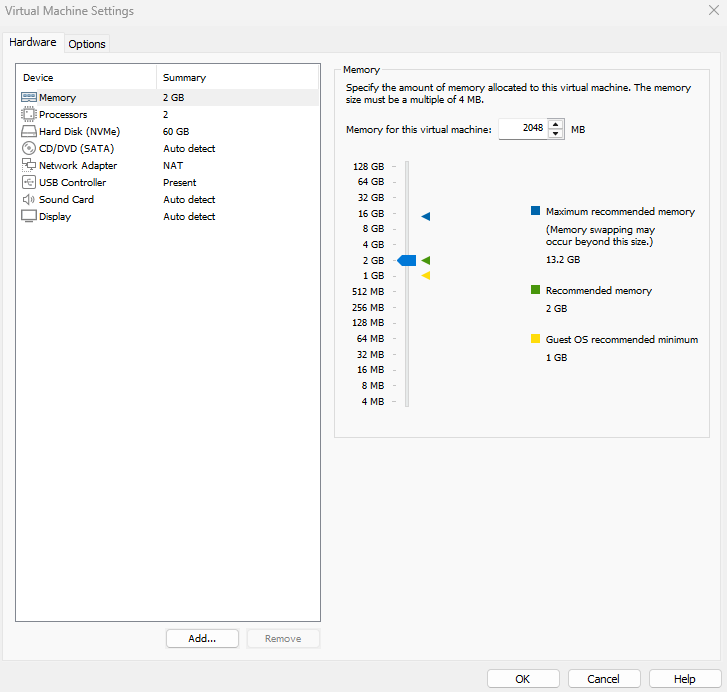 Virtual Machine Settings
Hardware Options
Device Summary
Memory 2 GB
Processors 2
Hard Disk (NVMe) 60 GB
CD/DVD (SATA) Auto detect
Network Adapter NAT
USB Controller Present
Sound Card Auto detect
Display Auto detect
Add... Remove
Memory
Specify the amount of memory allocated to this virtual machine. The memory
size must be a multiple of 4 MB.
Memory for this virtual machine: 2048 MB
128 GB
64 GB
32 GB
16 GB
8 GB
4 GB
2 GB
1 GB
512 MB
256 MB
128 MB
64 MB
32 MB
16 MB
8 MB
4 MB
Maximum recommended memory
(Memory swapping may
occur beyond this size.)
13.2 GB
Recommended memory
2 GB
Guest OS recommended minimum
1 GB
OK Cancel Help